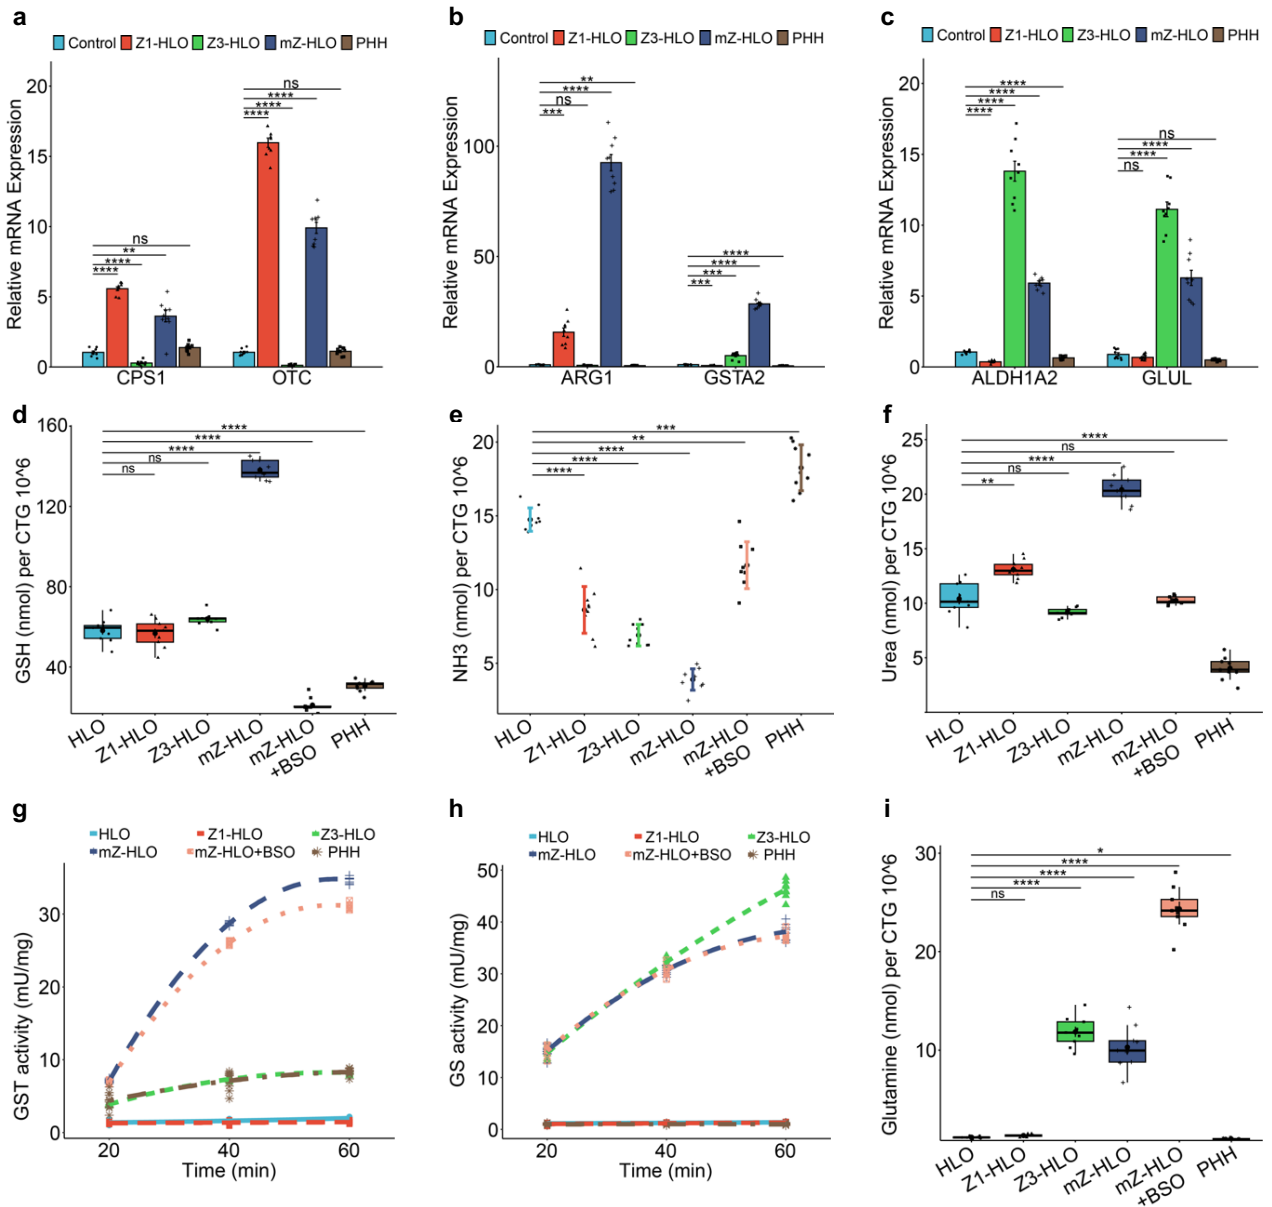 a
Control Z1-HLO Z3-HLO mZ-HLO PHH
Relative mRNA Expression
20
15
10
5
0
ns
**
****
****
ns
****
****
****
CPS1 OTC
b
Control Z1-HLO Z3-HLO mZ-HLO PHH
Relative mRNA Expression
100
50
0
**
****
ns
***
****
****
***
***
ARG1 GSTA2
c
Control Z1-HLO Z3-HLO mZ-HLO PHH
Relative mRNA Expression
20
15
10
5
0
****
****
****
****
ns
****
****
ns
ALDH1A2 GLUL
d
GSH (nmol) per CTG 10^6
160
120
80
40
****
****
****
ns
ns
HLO Z1-HLO Z3-HLO mZ-HLO mZ-HLO +BSO PHH
e
NH3 (nmol) per CTG 10^6
20
15
10
5
***
**
****
****
****
HLO Z1-HLO Z3-HLO mZ-HLO mZ-HLO +BSO PHH
f
Urea (nmol) per CTG 10^6
25
20
15
10
5
****
ns
****
ns
**
HLO Z1-HLO Z3-HLO mZ-HLO mZ-HLO +BSO PHH
g
HLO Z1-HLO Z3-HLO
mZ-HLO mZ-HLO+BSO PHH
GST activity (mU/mg)
30
20
10
0
20 40 60
Time (min)
h
HLO Z1-HLO Z3-HLO
mZ-HLO mZ-HLO+BSO PHH
GS activity (mU/mg)
50
40
30
20
10
0
20 40 60
Time (min)
i
Glutamine (nmol) per CTG 10^6
30
20
10
*
****
****
****
ns
HLO Z1-HLO Z3-HLO mZ-HLO mZ-HLO +BSO PHH